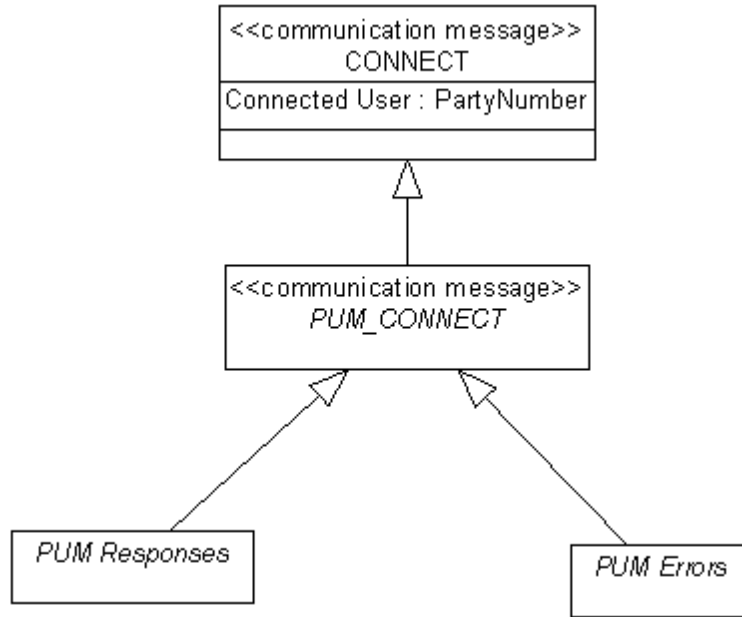 <<communication message>>
CONNECT
Connected User : PartyNumber
<<communication message>>
PUM_CONNECT
PUM Responses
PUM Errors